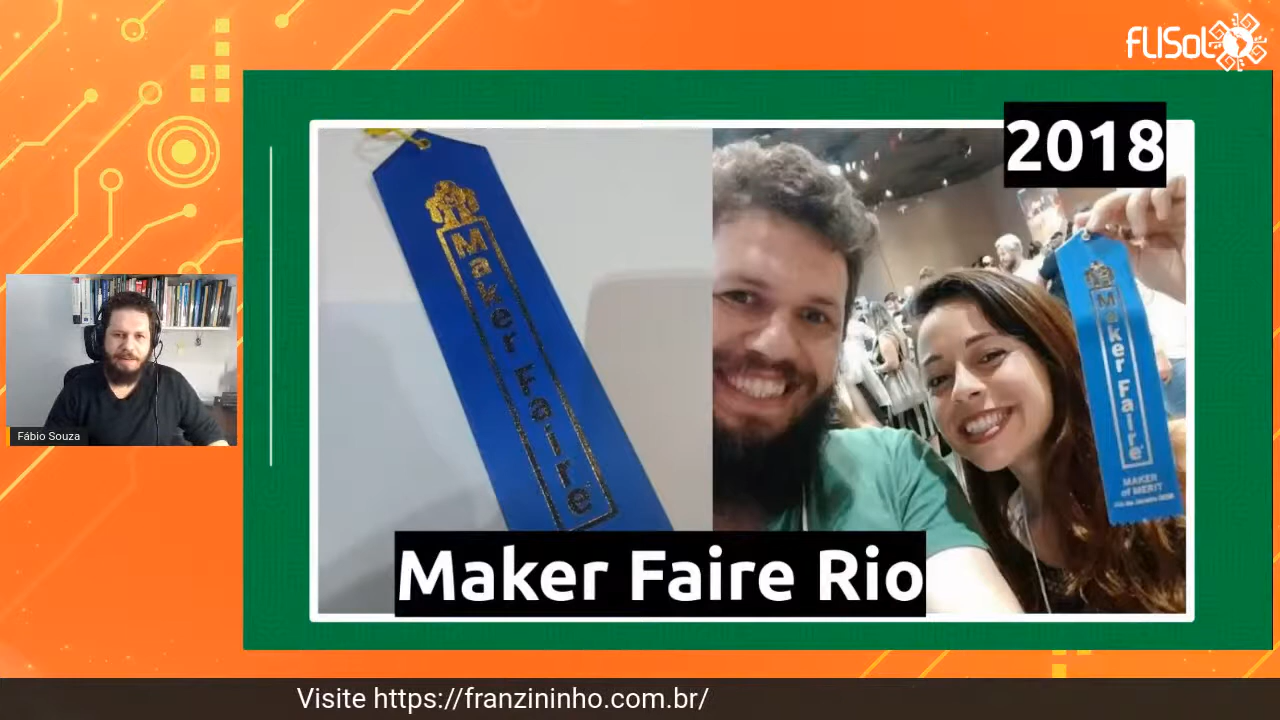 FLISoL
2018
Maker Faire
Maker Faire
MAKER
of MERIT
Fábio Souza
Maker Faire Rio
Visite https://franzininho.com.br/